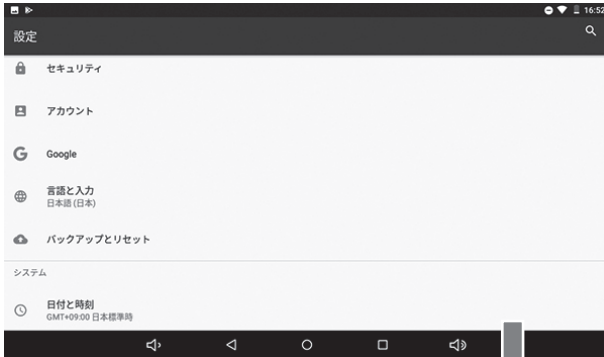 16:52
設定
セキュリティ
アカウント
Google
言語と入力
日本語 (日本)
バックアップとリセット
システム
日付と時刻
GMT+09:00 日本標準時